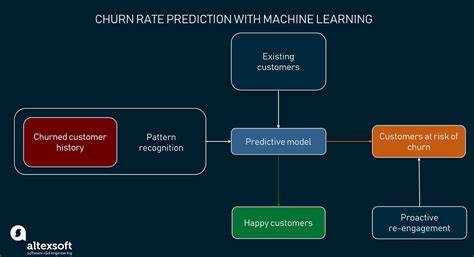 CHURN RATE PREDICTION WITH MACHINE LEARNING
Existing
customers
Churned customer
history
Pattern
recognition
Predictive model
Customers at risk of
churn
Happy customers
Proactive
re-engagement
altexsoft
software r&d engineering